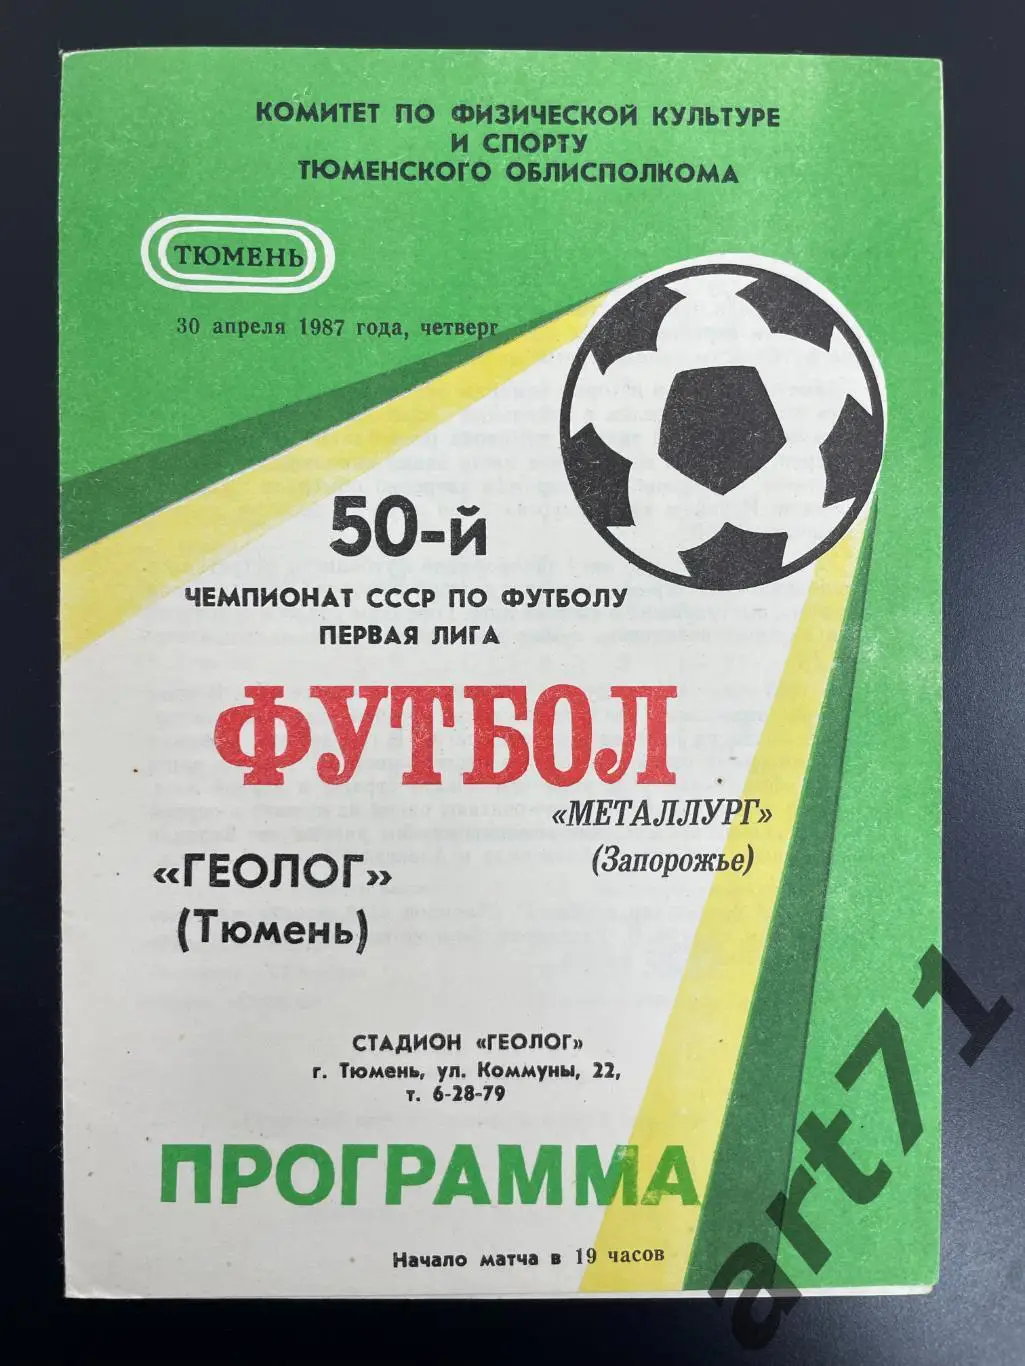 КОМИТЕТ ПО ФИЗИЧЕСКОЙ КУЛЬТУРЕ
И СПОРТУ
ТЮМЕНСКОГО ОБЛИСПОЛКОМА
ТЮМЕНЬ
30 апреля 1987 года, четверг
50-й
ЧЕМПИОНАТ СССР ПО ФУТБОЛУ
ПЕРВАЯ ЛИГА
ФУТБОЛ
«МЕТАЛЛУРГ»
(Запорожье)
«ГЕОЛОГ»
(Тюмень)
СТАДИОН «ГЕОЛОГ»
г. Тюмень, ул. Коммуны, 22,
т. 6-28-79
ПРОГРАММА
Начало матча в 19 часов
art71